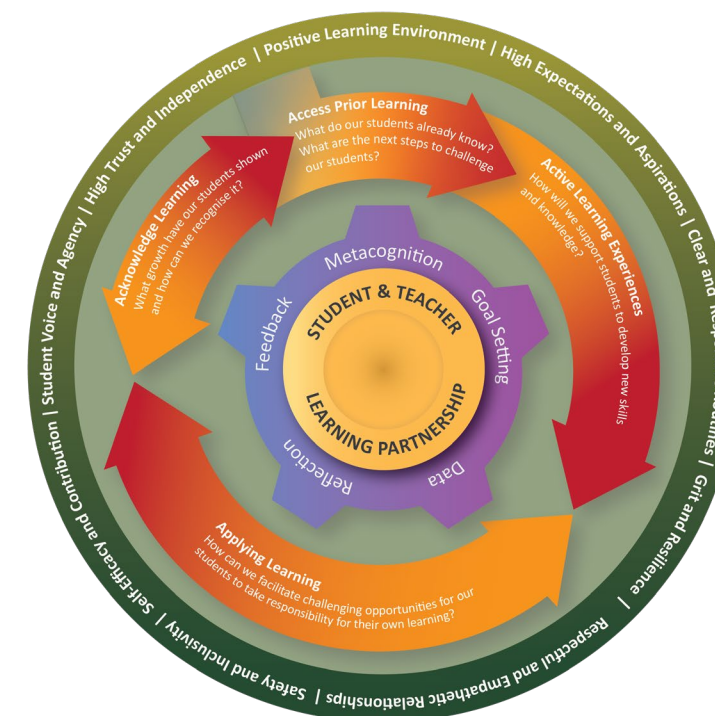 High Trust and Independence | Positive Learning Environment | High Expectations and Aspirations | Clear and
Grit and Resilience |
Respectful and Empathetic Relationships |
Safety and Inclusivity |
Self-Efficacy and Contribution |
Student Voice and Agency |
Access Prior Learning
What do our students already know?
What are the next steps to challenge
our students?
Active Learning Experiences
How will we support students to develop new skills
and knowledge?
Applying Learning
How can we facilitate challenging opportunities for our
students to take responsibility for their own learning?
Acknowledge Learning
What growth have our students shown
and how can we recognise it?
Metacognition
Goal Setting
Data
Reflection
Feedback
STUDENT & TEACHER
LEARNING PARTNERSHIP